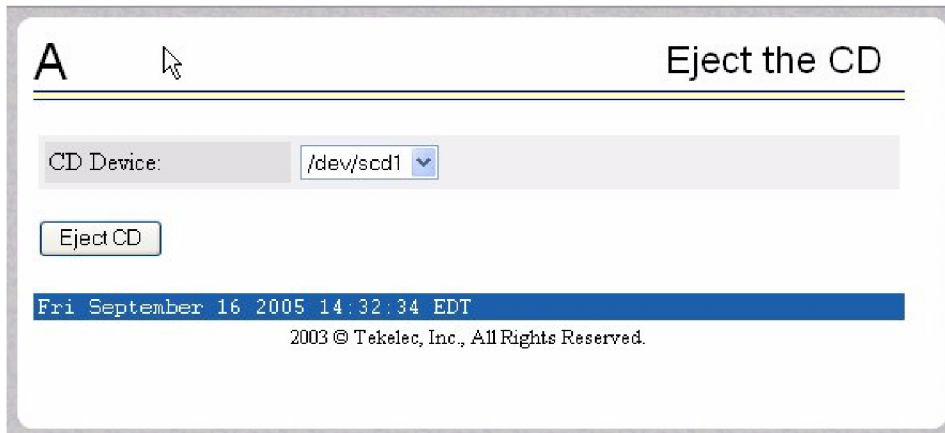 A Eject the CD
CD Device: /dev/scd1
Eject CD
Fri September 16 2005 14:32:34 EDT
2003 © Tekelec, Inc., All Rights Reserved.